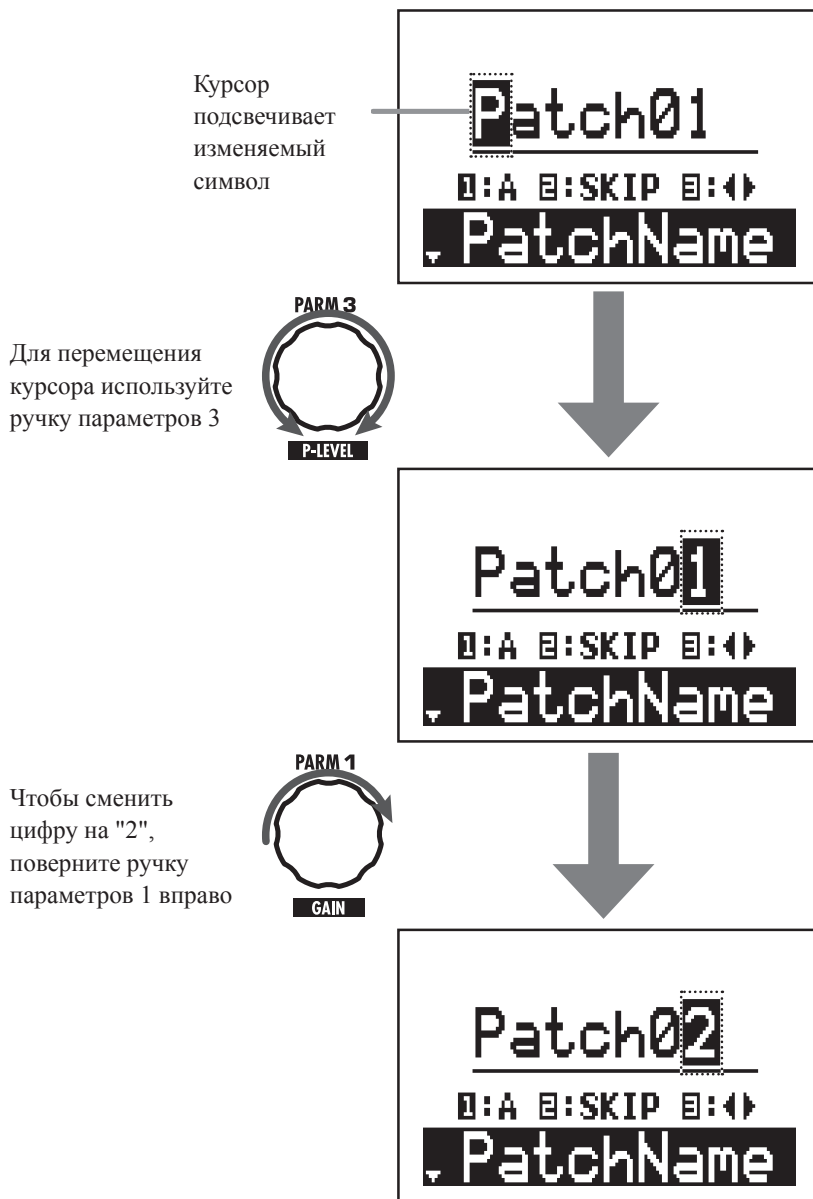 Курсор
подсвечивает
изменяемый
символ
Patch01
1:A 2:SKIP 3:
PatchName
PARM 3
Для перемещения
курсора используйте
ручку параметров 3
P-LEVEL
Patch01
1:A 2:SKIP 3:
PatchName
PARM 1
Чтобы сменить
цифру на "2",
поверните ручку
параметров 1 вправо
GAIN
Patch02
1:A 2:SKIP 3:
PatchName